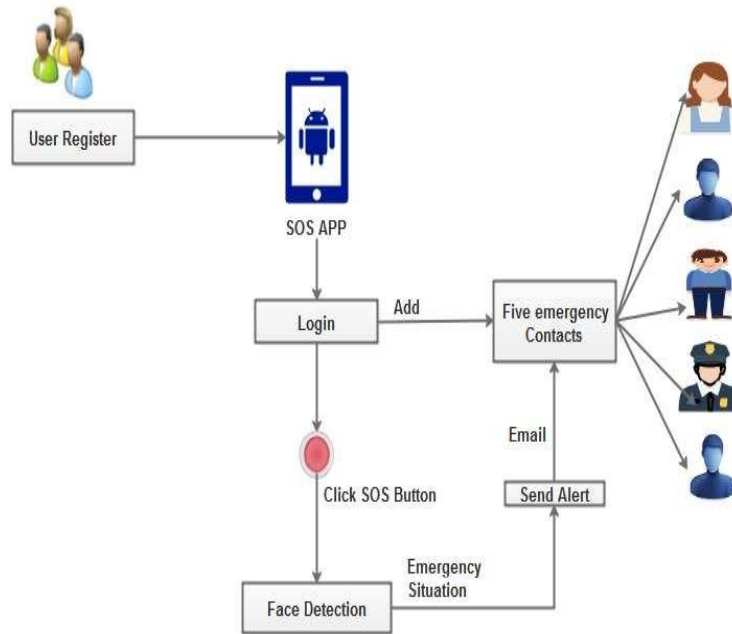 User Register
SOS APP
Login
Add
Five emergency
Contacts
Email
Click SOS Button
Send Alert
Emergency
Situation
Face Detection